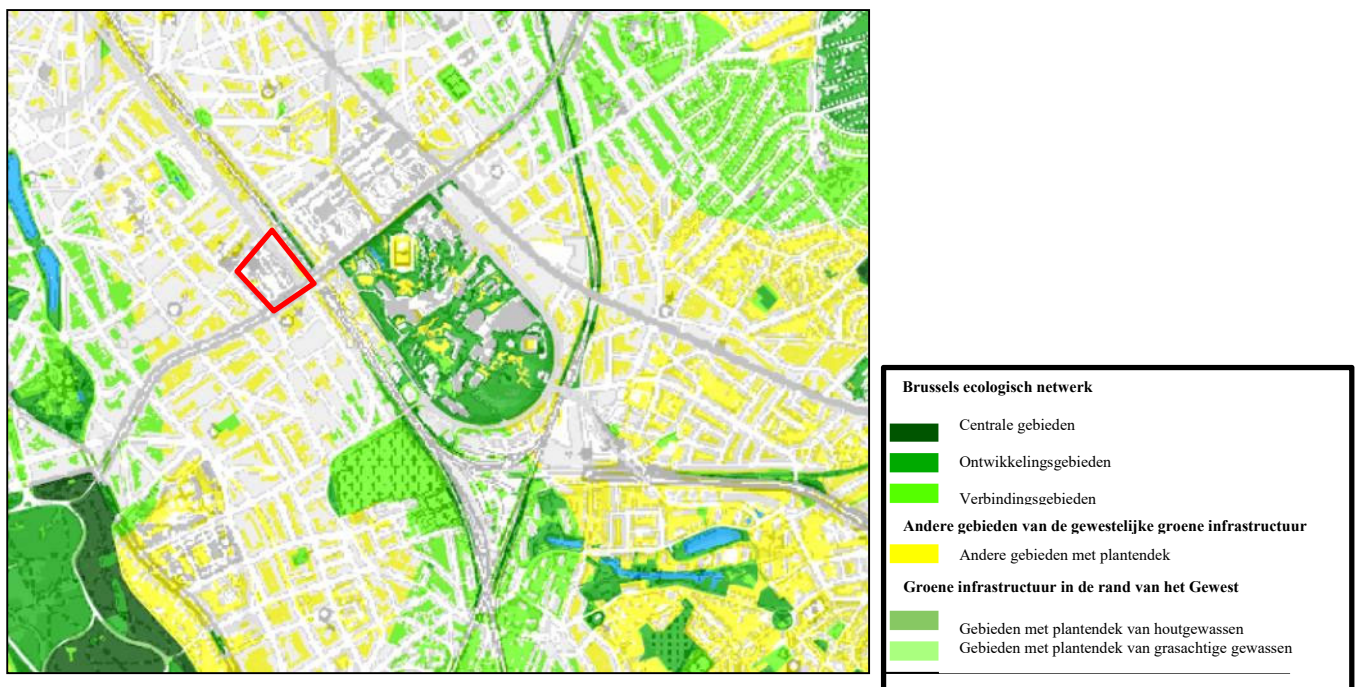 Brussels ecologisch netwerk
Centrale gebieden
Ontwikkelingsgebieden
Verbindingsgebieden
Andere gebieden van de gewestelijke groene infrastructuur
Andere gebieden met plantendek
Groene infrastructuur in de rand van het Gewest
Gebieden met plantendek van houtgewassen
Gebieden met plantendek van grasachtige gewassen